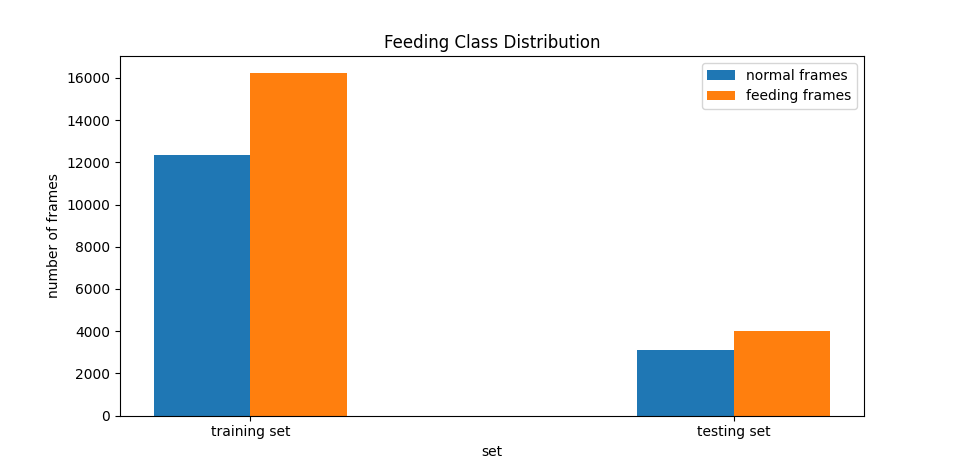 Feeding Class Distribution
normal frames
feeding frames
16000
14000
12000
10000
8000
6000
4000
2000
0
number of frames
training set
testing set
set